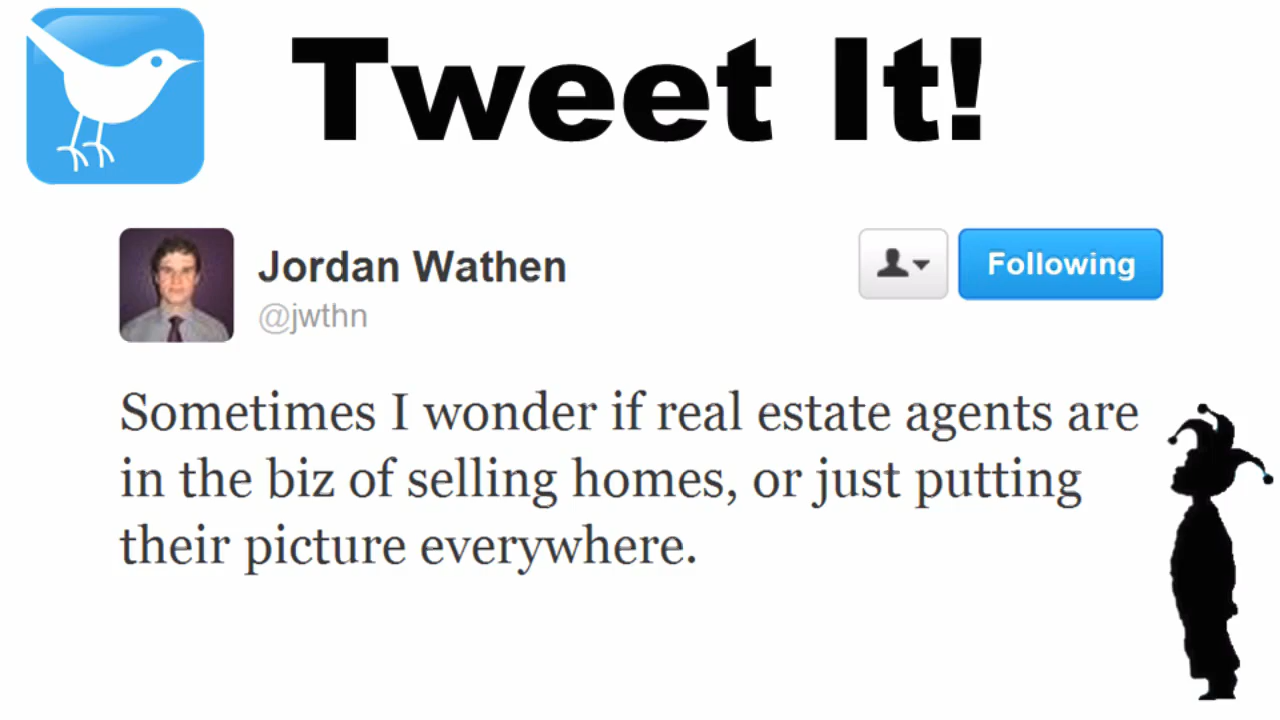 Tweet It!
Jordan Wathen
@jwthn
Following
Sometimes I wonder if real estate agents are
in the biz of selling homes, or just putting
their picture everywhere.